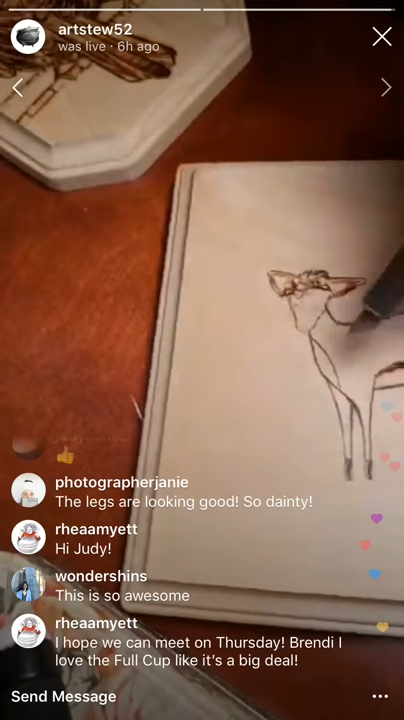 artstew52
was live · 6h ago
photographerjanie
The legs are looking good! So dainty!
rheaamyett
Hi Judy!
wondershins
This is so awesome
rheaamyett
I hope we can meet on Thursday! Brendi I
love the Full Cup like it's a big deal!
Send Message